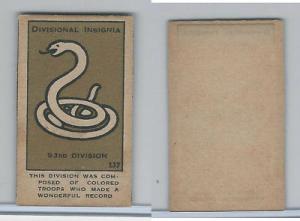 DIVISIONAL INSIGNIA
93RD DIVISION
137
THIS DIVISION WAS COM-
POSED OF COLORED
TROOPS WHO MADE A
WONDERFUL RECORD